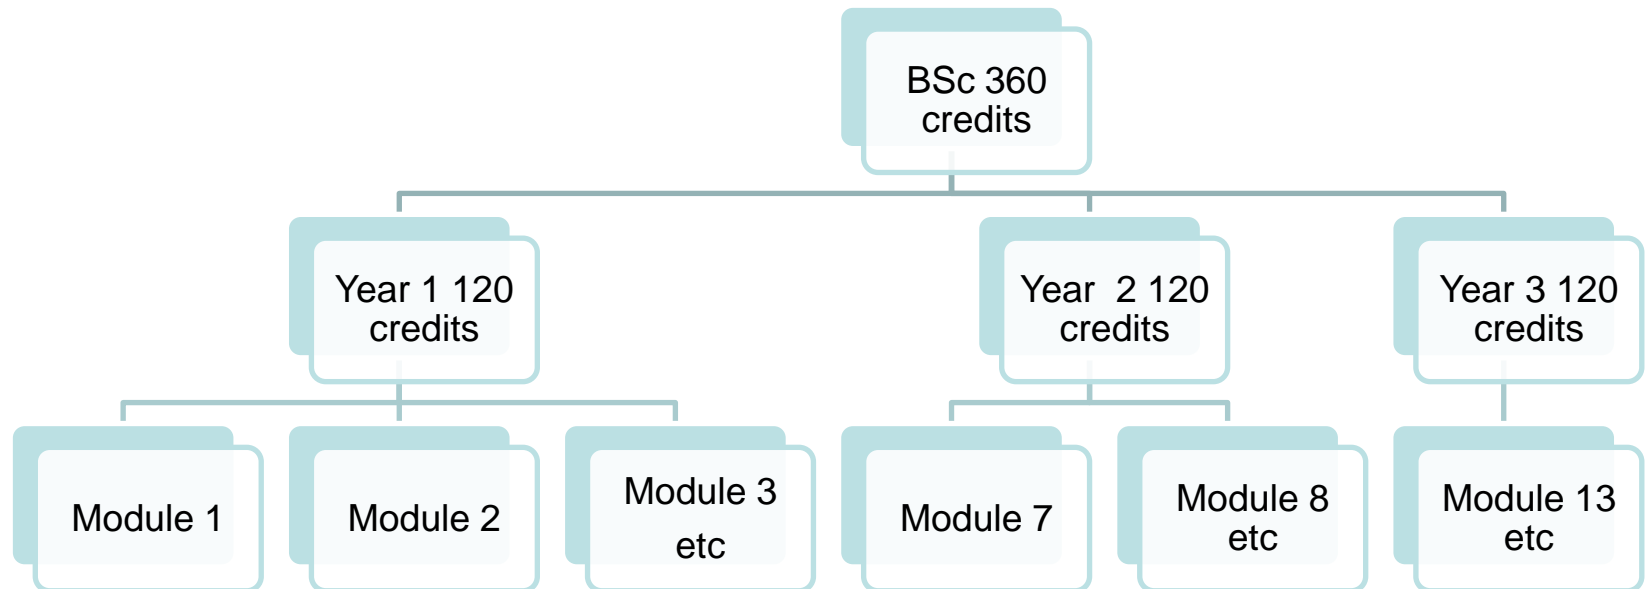 BSc 360
credits
Year 1 120
credits
Year  2 120
credits
Year 3 120
credits
Module 1
Module 2
Module 3
etc
Module 7
Module 8
etc
Module 13
etc